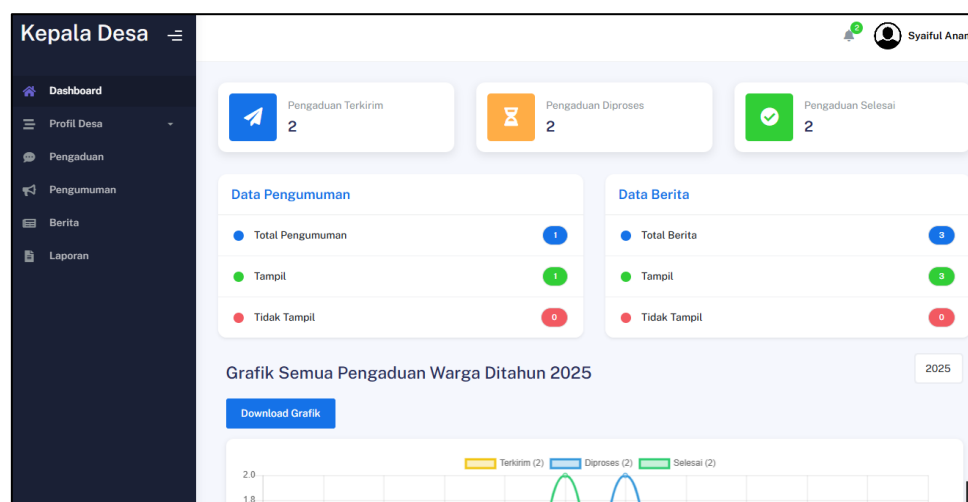 Kepala Desa
2
Syaiful Anam
Dashboard
Profil Desa
Pengaduan
Pengumuman
Berita
Laporan
Pengaduan Terkirim
2
Pengaduan Diproses
2
Pengaduan Selesai
2
Data Pengumuman
Total Pengumuman 1
Tampil 1
Tidak Tampil 0
Data Berita
Total Berita 3
Tampil 3
Tidak Tampil 0
Grafik Semua Pengaduan Warga Ditahun 2025
2025
Download Grafik
Terkirim (2) Diproses (2) Selesai (2)
2.0
1.8